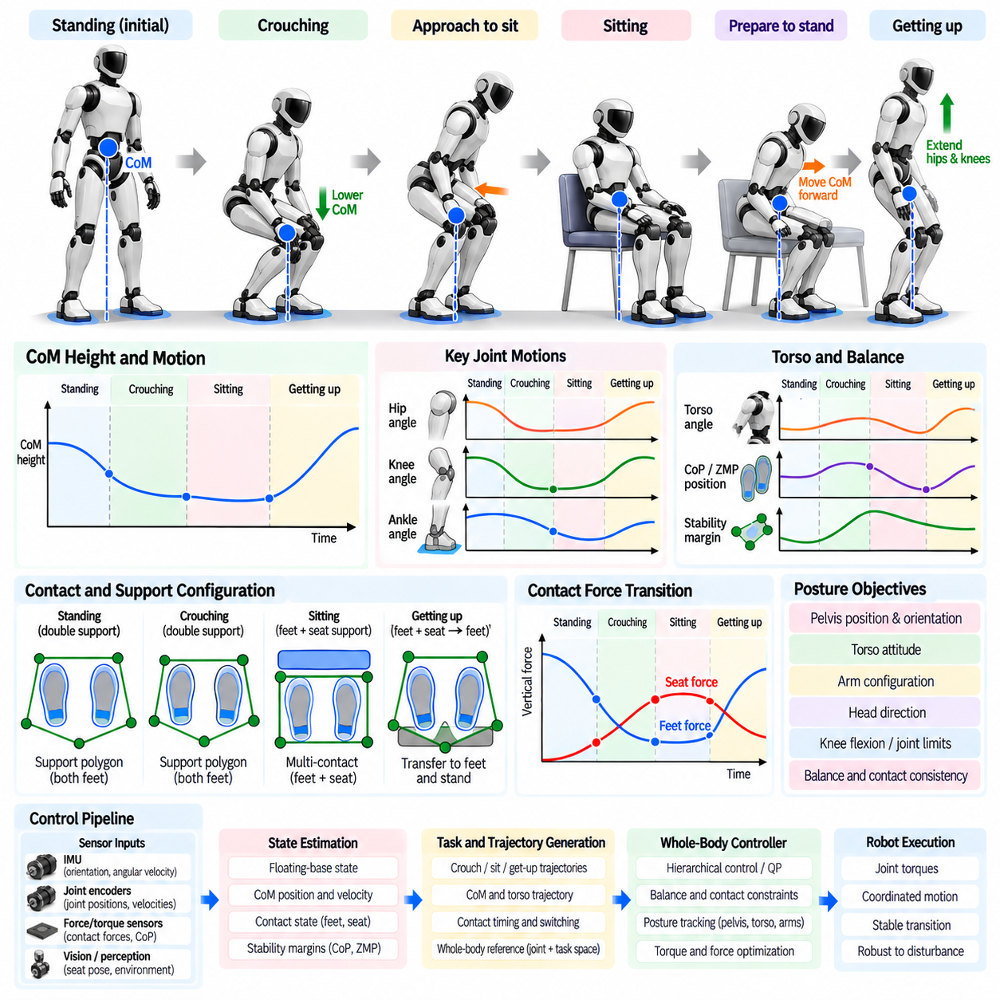 Standing (initial)
Crouching
Approach to sit
Sitting
Prepare to stand
Getting up
CoM
Lower
CoM
Move CoM
forward
Extend
hips & knees
CoM Height and Motion
Standing
Crouching
Sitting
Getting up
CoM
height
Time
Key Joint Motions
Standing
Crouching
Sitting
Getting up
Hip
angle
Knee
angle
Ankle
angle
Torso and Balance
Standing
Crouching
Sitting
Getting up
Torso
angle
CoP / ZMP
position
Stability
margin
Contact and Support Configuration
Standing
(double support)
Crouching
(double support)
Sitting
(feet + seat support)
Getting up
(feet + seat → feet)'
Support polygon
(both feet)
Support polygon
(both feet)
Multi-contact
(feet + seat)
Transfer to feet
and stand
Contact Force Transition
Standing
Crouching
Sitting
Getting up
Vertical force
Seat force
Feet force
Time
Posture Objectives
Pelvis position & orientation
Torso attitude
Arm configuration
Head direction
Knee flexion / joint limits
Balance and contact consistency
Control Pipeline
Sensor Inputs
IMU
(orientation, angular velocity)
Joint encoders
(joint positions, velocities)
Force/torque sensors
(contact forces, CoP)
Vision / perception
(seat pose, environment)
State Estimation
Floating-base state
CoM position and velocity
Contact state (feet, seat)
Stability margins (CoP, ZMP)
Task and Trajectory Generation
Crouch / sit / get-up trajectories
CoM and torso trajectory
Contact timing and switching
Whole-body reference (joint + task space)
Whole-Body Controller
Hierarchical control / QP
Balance and contact constraints
Posture tracking (pelvis, torso, arms)
Torque and force optimization
Robot Execution
Joint torques
Coordinated motion
Stable transition
Robust to disturbance